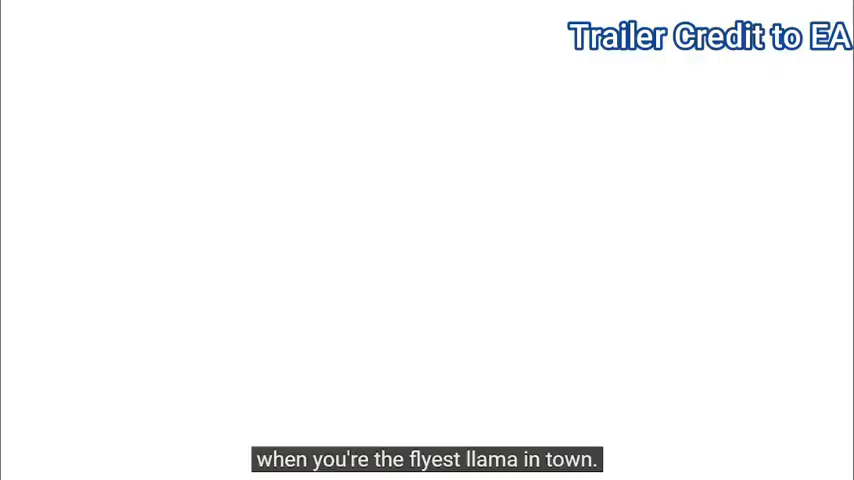 Trailer Credit to EA
when you're the flyest llama in town.